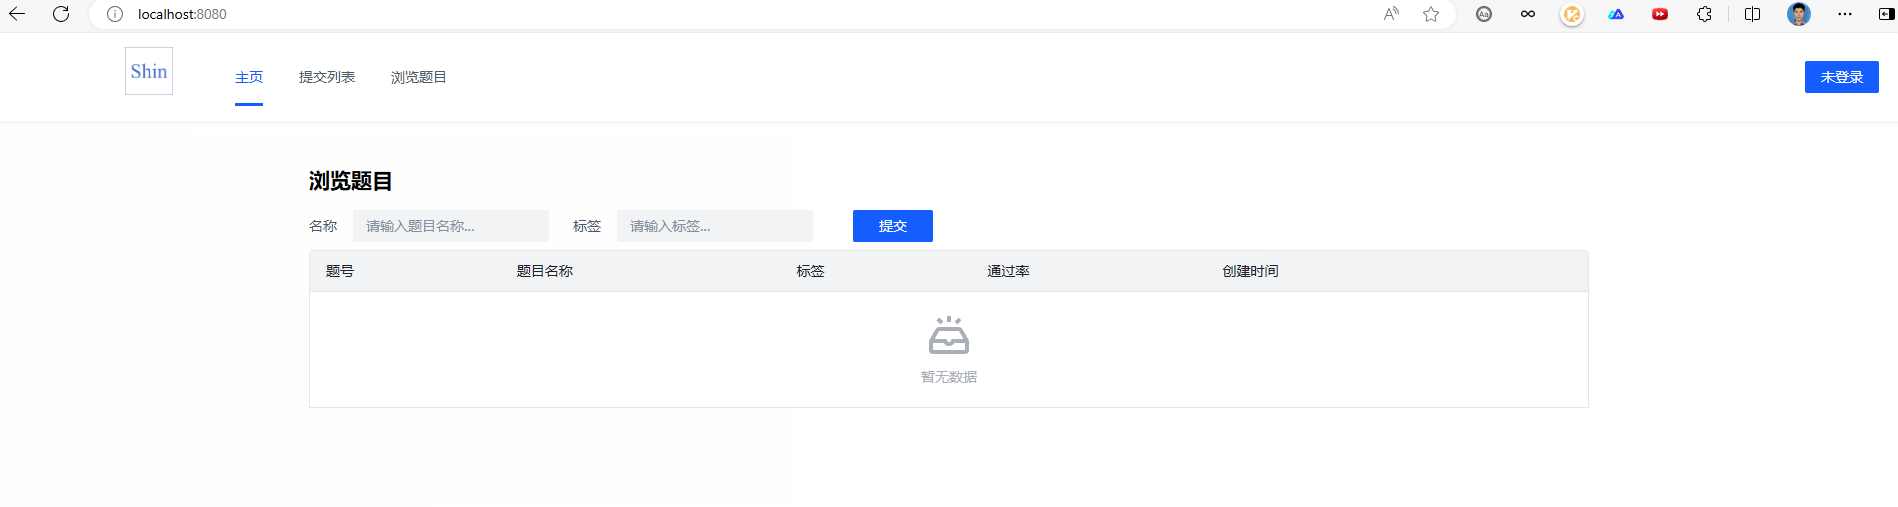 localhost:8080
Shin
主页 提交列表 浏览题目
未登录
浏览题目
名称 请输入题目名称... 标签 请输入标签... 提交
题号 题目名称 标签 通过率 创建时间
暂无数据